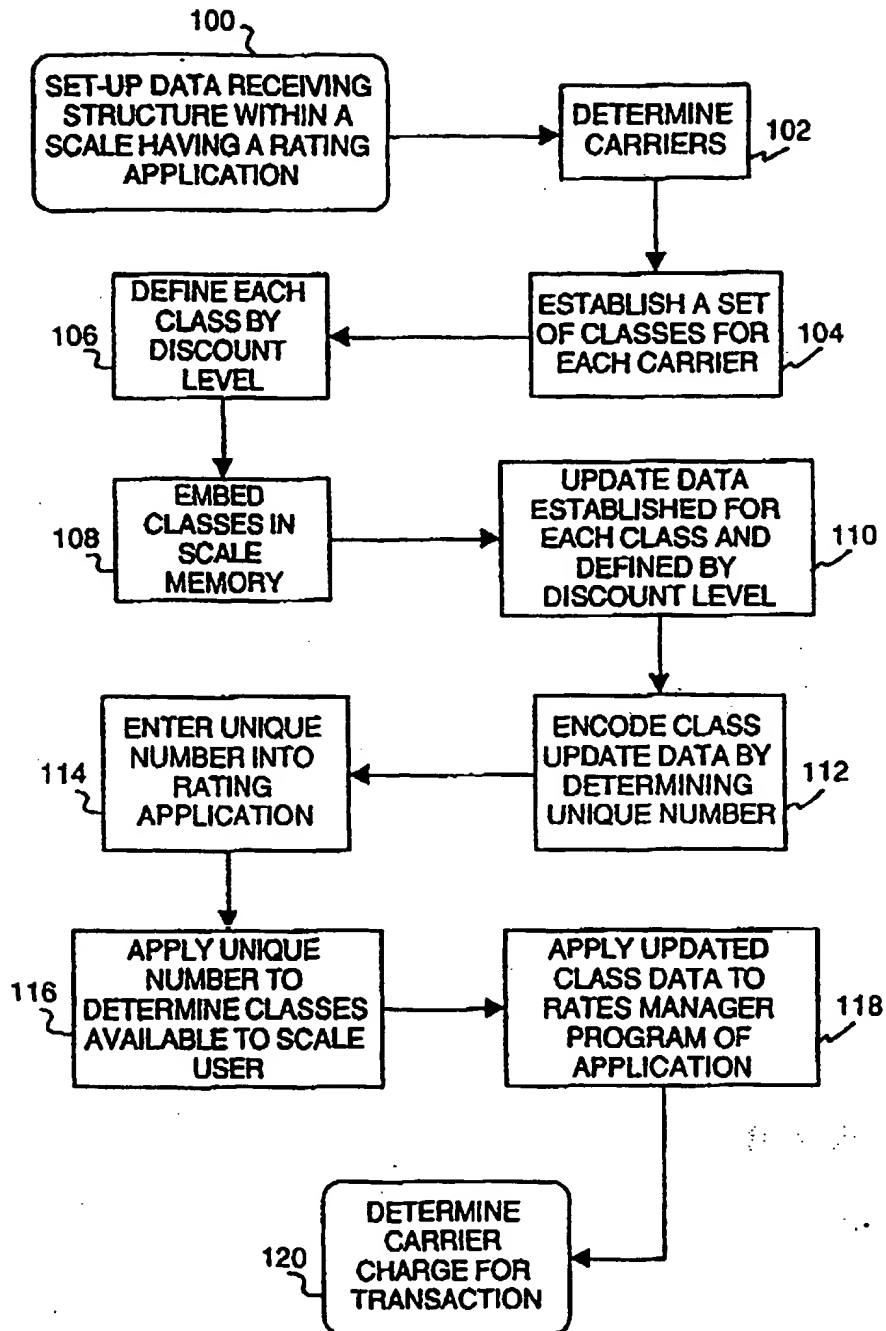 100
SET-UP DATA RECEIVING
STRUCTURE WITHIN A
SCALE HAVING A RATING
APPLICATION
DETERMINE
CARRIERS
102
ESTABLISH A SET
OF CLASSES FOR
EACH CARRIER
104
DEFINE EACH
CLASS BY
DISCOUNT
LEVEL
106
EMBED
CLASSES IN
SCALE
MEMORY
108
UPDATE DATA
ESTABLISHED FOR
EACH CLASS AND
DEFINED BY
DISCOUNT LEVEL
110
ENCODE CLASS
UPDATE DATA BY
DETERMINING
UNIQUE NUMBER
112
ENTER UNIQUE
NUMBER INTO
RATING
APPLICATION
114
APPLY UNIQUE
NUMBER TO
DETERMINE CLASSES
AVAILABLE TO SCALE
USER
116
APPLY UPDATED
CLASS DATA TO
RATES MANAGER
PROGRAM OF
APPLICATION
118
DETERMINE
CARRIER
CHARGE FOR
TRANSACTION
120